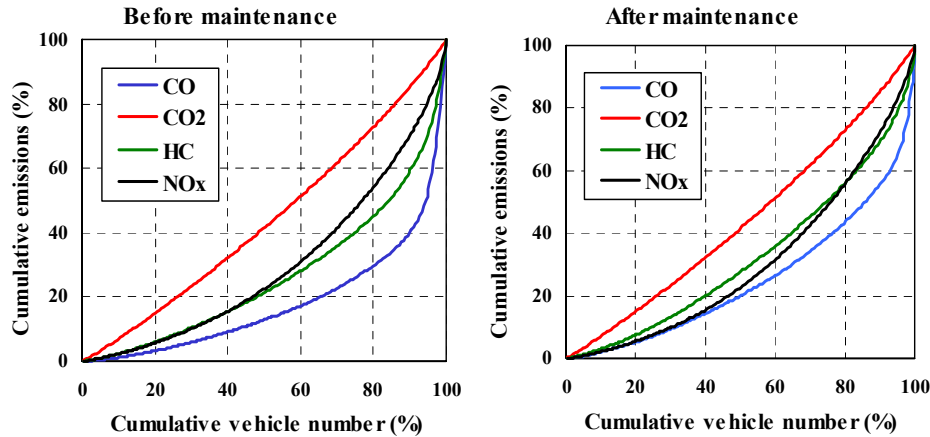 Before maintenance
Cumulative emissions (%)
100
80
60
40
20
0
CO
CO2
HC
NOx
0 20 40 60 80 100
Cumulative vehicle number (%)
After maintenance
Cumulative emissions (%)
100
80
60
40
20
0
CO
CO2
HC
NOx
0 20 40 60 80 100
Cumulative vehicle number (%)